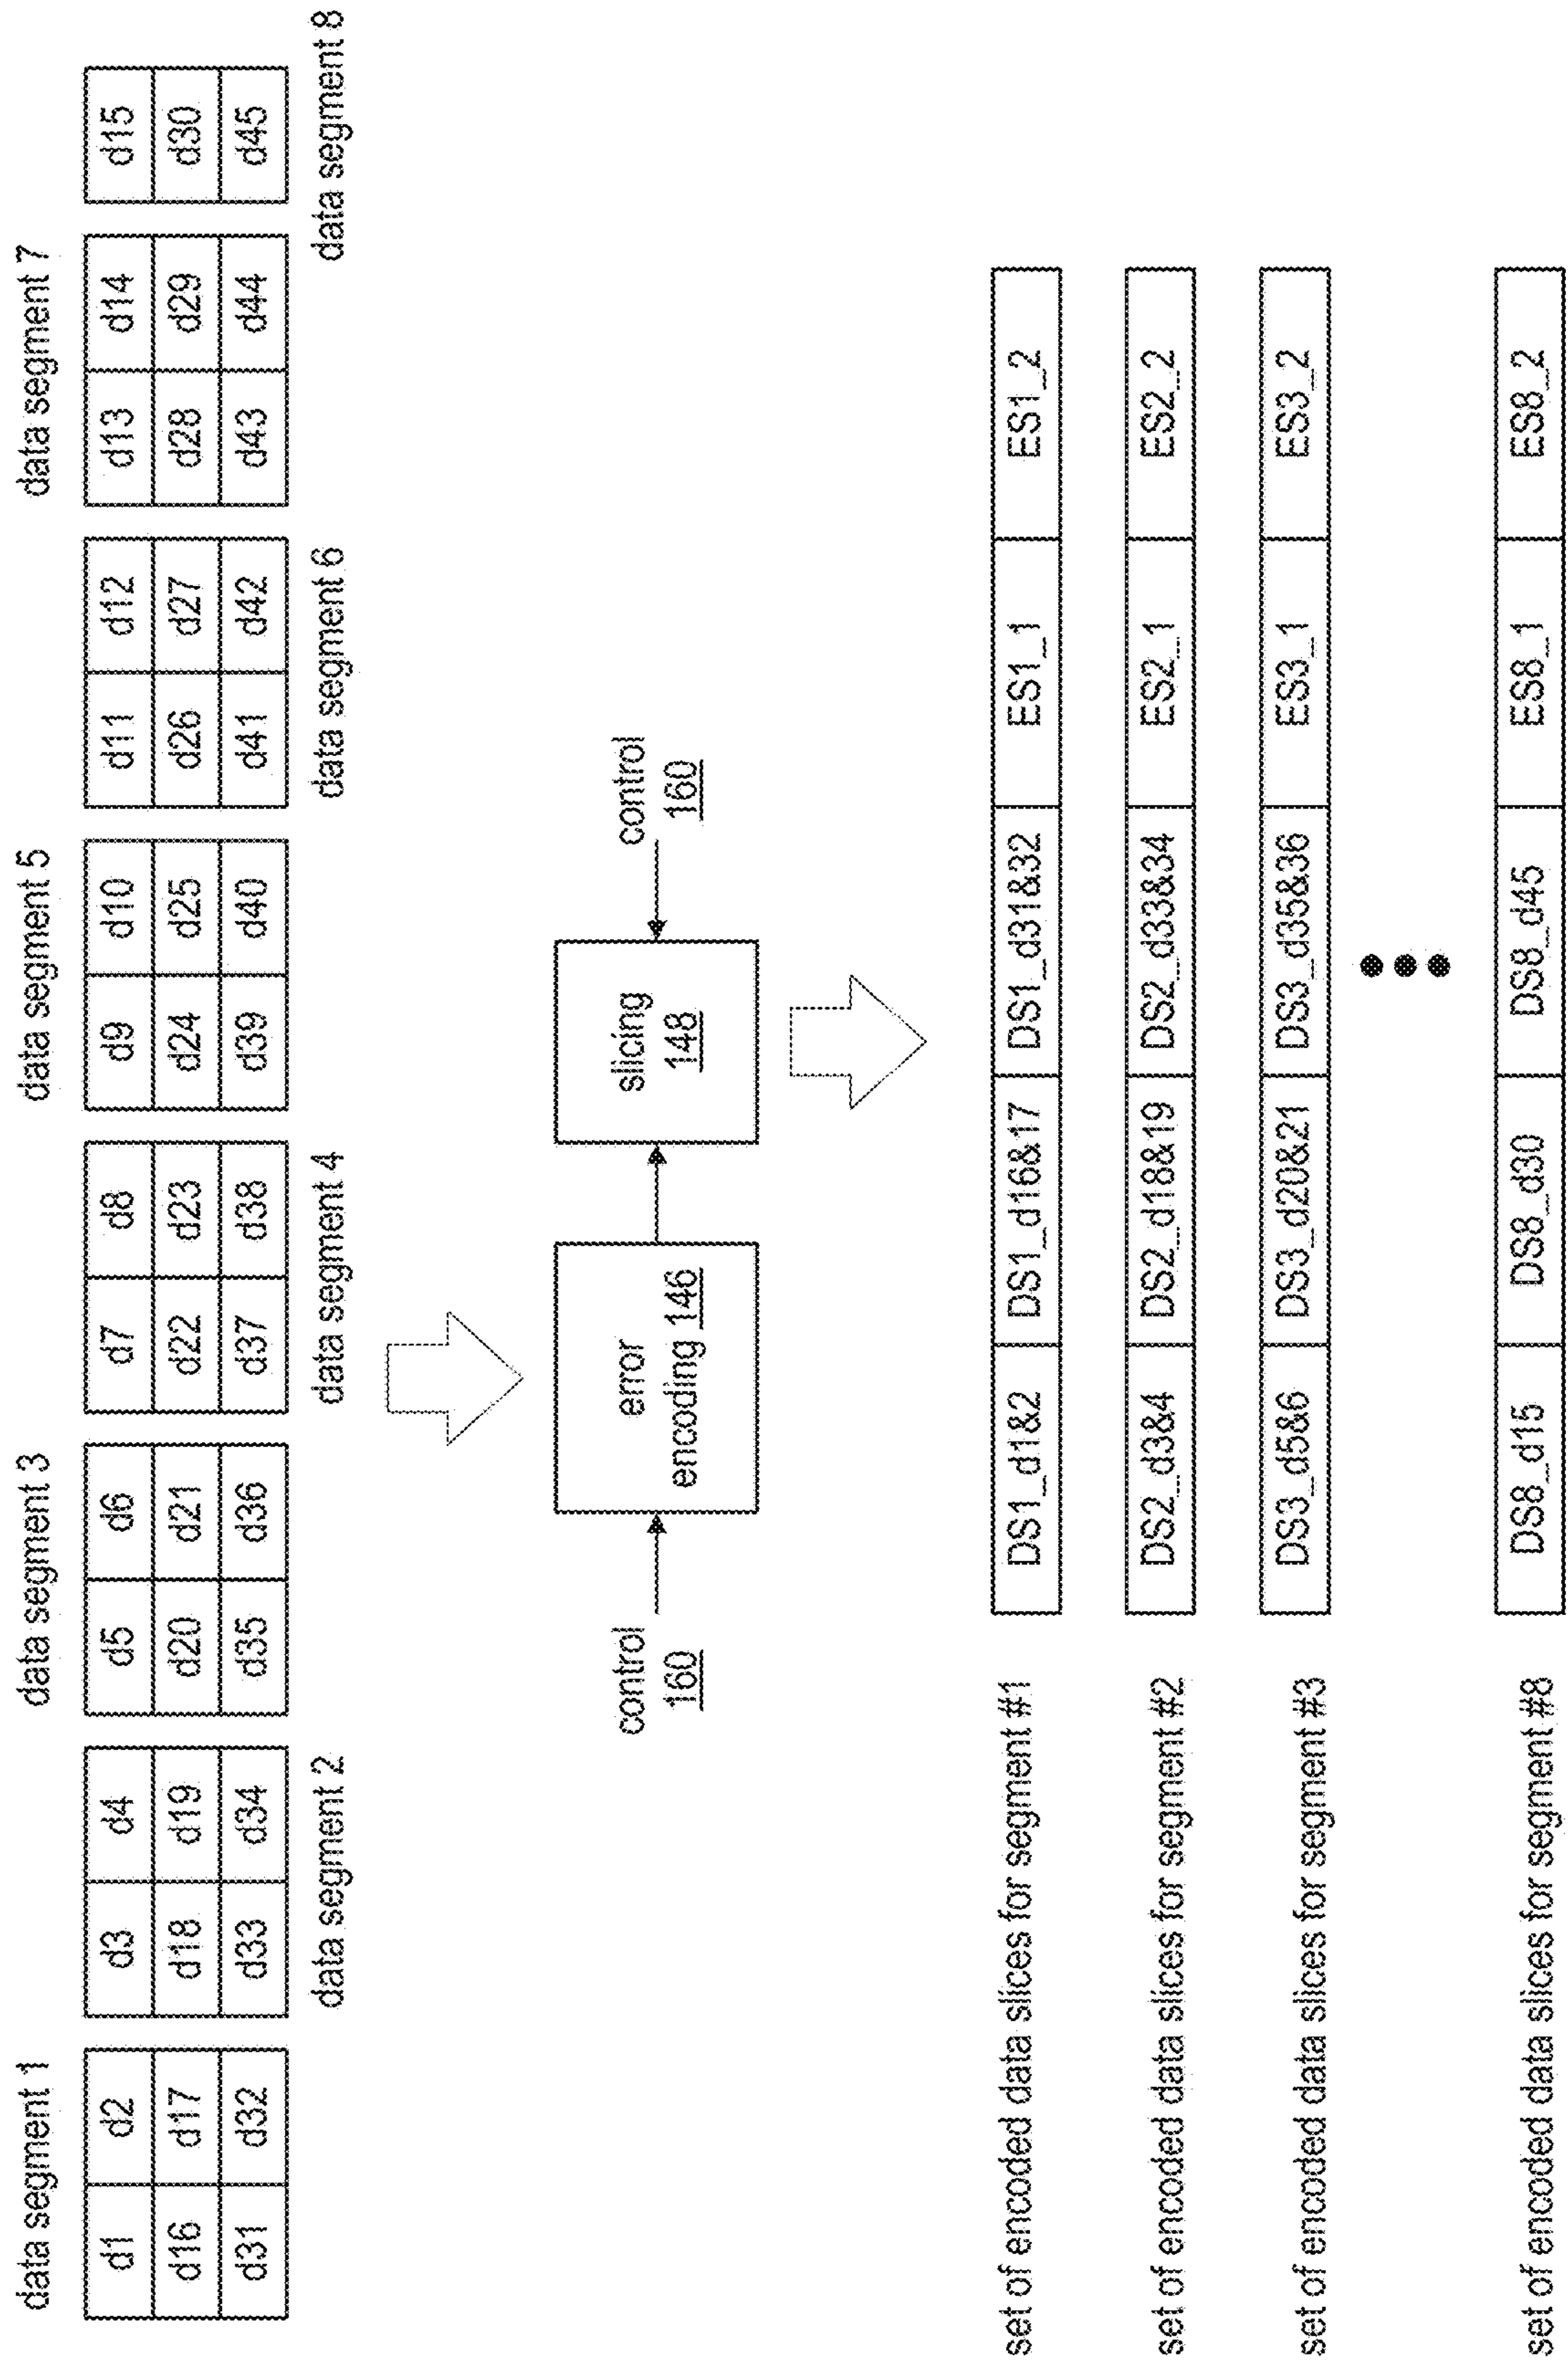 data segment 1
data segment 3
data segment 5
data segment 7
d1 d2 d3 d4 d5 d6 d7 d8 d9 d10 d11 d12 d13 d14 d15
d16 d17 d18 d19 d20 d21 d22 d23 d24 d25 d26 d27 d28 d29 d30
d31 d32 d33 d34 d35 d36 d37 d38 d39 d40 d41 d42 d43 d44 d45
data segment 2
data segment 4
data segment 6
data segment 8
control
160
error
encoding 146
slicing
148
control
160
set of encoded data slices for segment #1 DS1_d1&2 DS1_d16&17 DS1_d31&32 ES1_1 ES1_2
set of encoded data slices for segment #2 DS2_d3&4 DS2_d18&19 DS2_d33&34 ES2_1 ES2_2
set of encoded data slices for segment #3 DS3_d5&6 DS3_d20&21 DS3_d35&36 ES3_1 ES3_2
set of encoded data slices for segment #8 DS8_d15 DS8_d30 DS8_d45 ES8_1 ES8_2